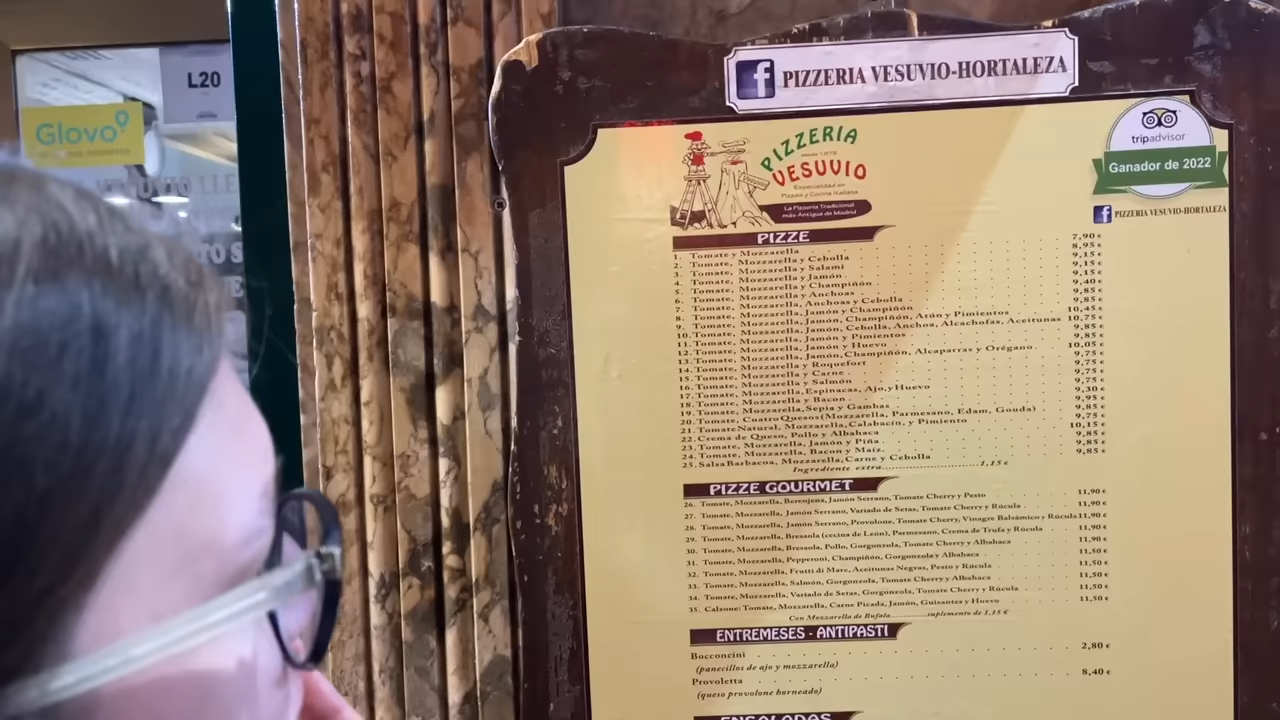 L20
Glovo
PIZZERIA VESUVIO-HORTALEZA
tripadvisor
Ganador de 2022
PIZZERIA VESUVIO-HORTALEZA
PIZZERIA
desde 1979
VESUVIO
Especialidad en
Pizzas y Cocina Italiana
La Pizzería Tradicional
más Antigua de Madrid
PIZZE
1. Tomate y Mozzarella 7,90 €
2. Tomate, Mozzarella y Cebolla 8,95 €
3. Tomate, Mozzarella y Salami 9,15 €
4. Tomate, Mozzarella y Jamón 9,15 €
5. Tomate, Mozzarella y Champiñón 9,15 €
6. Tomate, Mozzarella y Anchoas 9,40 €
7. Tomate, Mozzarella, Anchoas y Cebolla 9,85 €
8. Tomate, Mozzarella, Jamón y Champiñón 9,85 €
9. Tomate, Mozzarella, Jamón, Champiñón, Atún y Pimientos 10,45 €
10. Tomate, Mozzarella, Jamón, Cebolla, Anchoa, Alcachofas, Aceitunas 10,75 €
11. Tomate, Mozzarella, Jamón y Pimientos 9,85 €
12. Tomate, Mozzarella, Jamón y Huevo 9,85 €
13. Tomate, Mozzarella, Jamón, Champiñón, Alcaparras y Orégano 10,05 €
14. Tomate, Mozzarella y Roquefort 9,75 €
15. Tomate, Mozzarella y Carne 9,75 €
16. Tomate, Mozzarella y Salmón 9,75 €
17. Tomate, Mozzarella, Espinacas, Ajo, y Huevo 9,75 €
18. Tomate, Mozzarella y Bacon 9,30 €
19. Tomate, Mozzarella, Sepia y Gambas 9,95 €
20. Tomate, Cuatro Quesos (Mozzarella, Parmesano, Edam, Gouda) 9,85 €
21. Tomate Natural, Mozzarella, Calabacín, y Pimiento 9,75 €
22. Crema de Queso, Pollo y Albahaca 10,15 €
23. Tomate, Mozzarella, Jamón y Piña 9,85 €
24. Tomate, Mozzarella, Bacon y Maíz 9,85 €
25. Salsa Barbacoa, Mozzarella, Carne y Cebolla 9,85 €
Ingrediente extra..........................1,15 €
PIZZE GOURMET
26. Tomate, Mozzarella, Berenjena, Jamón Serrano, Tomate Cherry y Pesto 11,90 €
27. Tomate, Mozzarella, Jamón Serrano, Variado de Setas, Tomate Cherry y Rúcula 11,90 €
28. Tomate, Mozzarella, Jamón Serrano, Provolone, Tomate Cherry, Vinagre Balsámico y Rúcula 11,90 €
29. Tomate, Mozzarella, Bresaola (cecina de León), Parmesano, Crema de Trufa y Rúcula 11,90 €
30. Tomate, Mozzarella, Bresaola, Pollo, Gorgonzola, Tomate Cherry y Albahaca 11,90 €
31. Tomate, Mozzarella, Pepperoni, Champiñón, Gorgonzola y Albahaca 11,50 €
32. Tomate, Mozzarella, Frutti di Mare, Aceitunas Negras, Pesto y Rúcula 11,50 €
33. Tomate, Mozzarella, Salmón, Gorgonzola, Tomate Cherry y Albahaca 11,50 €
34. Tomate, Mozzarella, Variado de Setas, Gorgonzola, Tomate Cherry y Rúcula 11,50 €
35. Calzone: Tomate, Mozzarella, Carne Picada, Jamón, Guisantes y Huevo 11,50 €
Con Mozzarella de Bufala............suplemento de 1,15 €
ENTREMESES - ANTIPASTI
Bocconcini 2,80 €
(panecillos de ajo y mozzarella)
Provoletta 8,40 €
(queso provolone horneado)
ENSALADAS